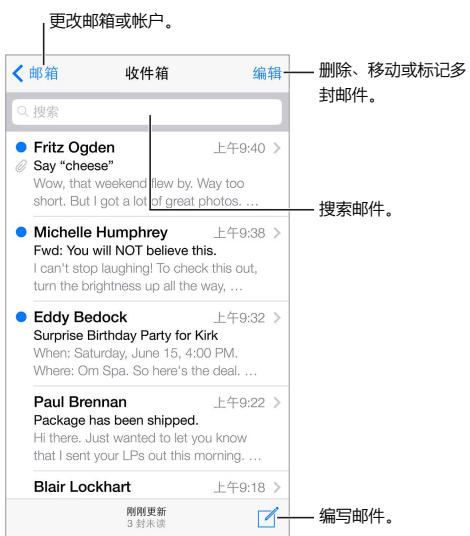 更改邮箱或帐户。
邮箱
收件箱
编辑
删除、移动或标记多
封邮件。
搜索
Fritz Ogden 上午9:40
Say “cheese”
Wow, that weekend flew by. Way too
short. But I got a lot of great photos. …
搜索邮件。
Michelle Humphrey 上午9:38
Fwd: You will NOT believe this.
I can't stop laughing! To check this out,
turn the brightness up all the way, …
Eddy Bedock 上午9:32
Surprise Birthday Party for Kirk
When: Saturday, June 15, 4:00 PM.
Where: Om Spa. So here's the deal. …
Paul Brennan 上午9:22
Package has been shipped.
Hi there. Just wanted to let you know
that I sent your LPs out this morning. …
Blair Lockhart 上午9:18
刚刚更新
3 封未读
编写邮件。